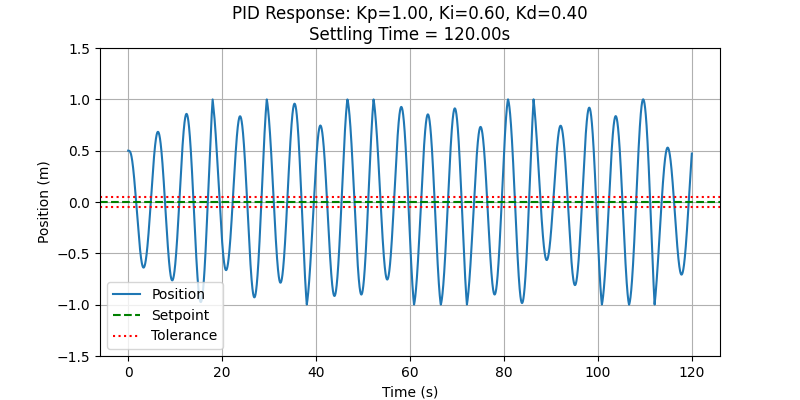 PID Response: Kp=1.00, Ki=0.60, Kd=0.40
Settling Time = 120.00s
Position (m)
1.5
1.0
0.5
0.0
−0.5
−1.0
−1.5
Position
Setpoint
Tolerance
0
20
40
60
80
100
120
Time (s)